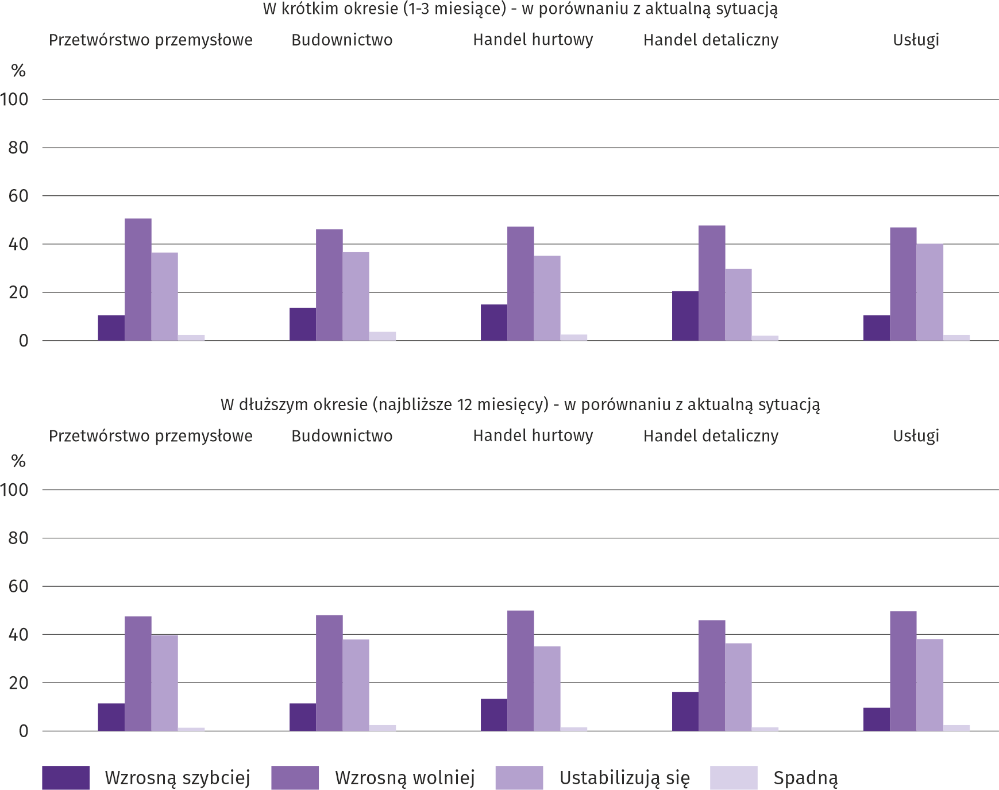 W krótkim okresie (1-3 miesiące) - w porównaniu z aktualną sytuacją
Przetwórstwo przemysłowe Budownictwo Handel hurtowy Handel detaliczny Usługi
%
100
80
60
40
20
0
W dłuższym okresie (najbliższe 12 miesięcy) - w porównaniu z aktualną sytuacją
Przetwórstwo przemysłowe Budownictwo Handel hurtowy Handel detaliczny Usługi
%
100
80
60
40
20
0
Wzrosną szybciej Wzrosną wolniej Ustabilizują się Spadną